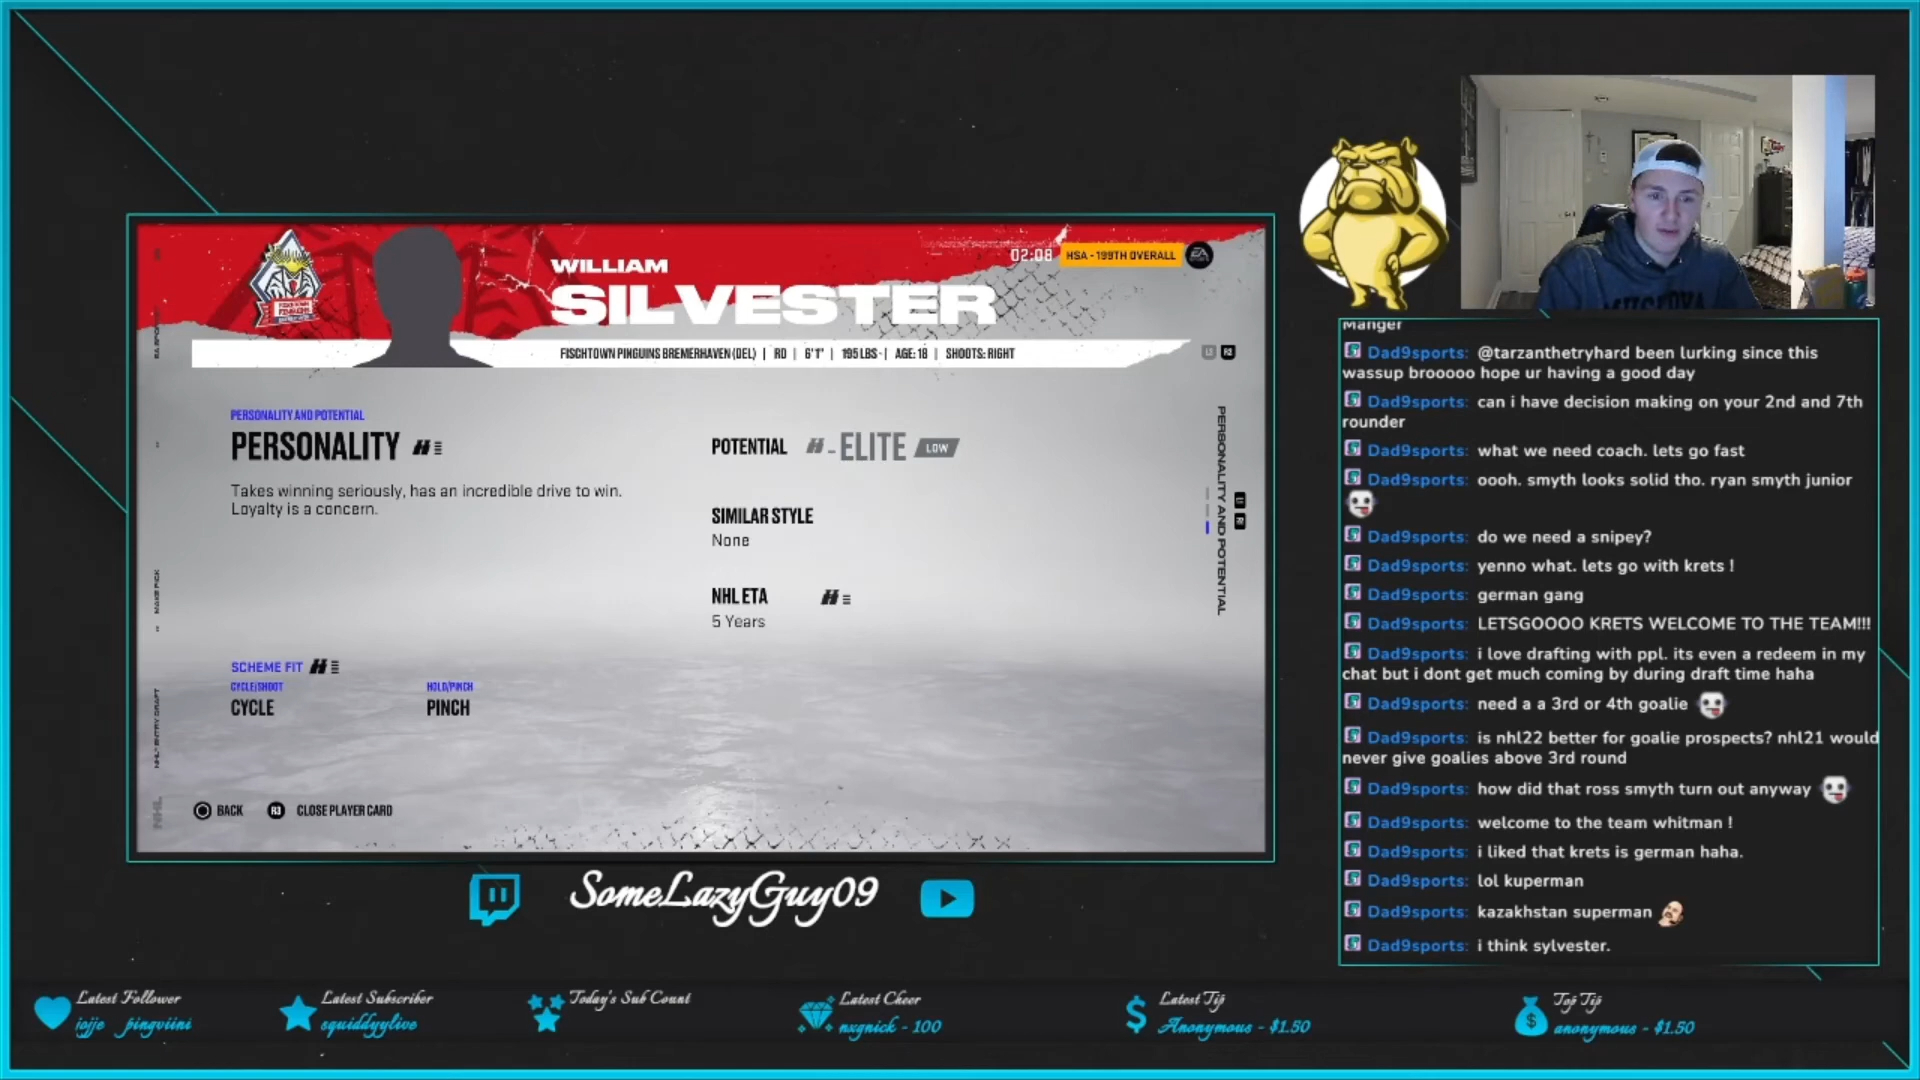 WILLIAM
SILVESTER
02:08
HSA - 199TH OVERALL
FISCHTOWN PINGUINS BREMERHAVEN (DEL) | RD | 6' 1" | 195 LBS | AGE: 18 | SHOOTS: RIGHT
PERSONALITY AND POTENTIAL
PERSONALITY
Takes winning seriously, has an incredible drive to win.
Loyalty is a concern.
POTENTIAL - ELITE LOW
SIMILAR STYLE
None
NHL ETA
5 Years
SCHEME FIT
CYCLE/SHOOT
CYCLE
HOLD/PINCH
PINCH
BACK R3 CLOSE PLAYER CARD
PERSONALITY AND POTENTIAL
MAKE PICK
NHL ENTRY DRAFT
NHL
SomeLazyGuy09
Manger
Dad9sports: @tarzanthetryhard been lurking since this
wassup brooooo hope ur having a good day
Dad9sports: can i have decision making on your 2nd and 7th
rounder
Dad9sports: what we need coach. lets go fast
Dad9sports: oooh. smyth looks solid tho. ryan smyth junior
Dad9sports: do we need a snipey?
Dad9sports: yenno what. lets go with krets !
Dad9sports: german gang
Dad9sports: LETSGOOOO KRETS WELCOME TO THE TEAM!!!
Dad9sports: i love drafting with ppl. its even a redeem in my
chat but i dont get much coming by during draft time haha
Dad9sports: need a a 3rd or 4th goalie
Dad9sports: is nhl22 better for goalie prospects? nhl21 would
never give goalies above 3rd round
Dad9sports: how did that ross smyth turn out anyway
Dad9sports: welcome to the team whitman !
Dad9sports: i liked that krets is german haha.
Dad9sports: lol kuperman
Dad9sports: kazakhstan superman
Dad9sports: i think sylvester.
Latest Follower
iojje_pingviini
Latest Subscriber
squiddyylive
Today's Sub Count
Latest Cheer
nxgnick - 100
Latest Tip
Anonymous - $1.50
Top Tip
anonymous - $1.50